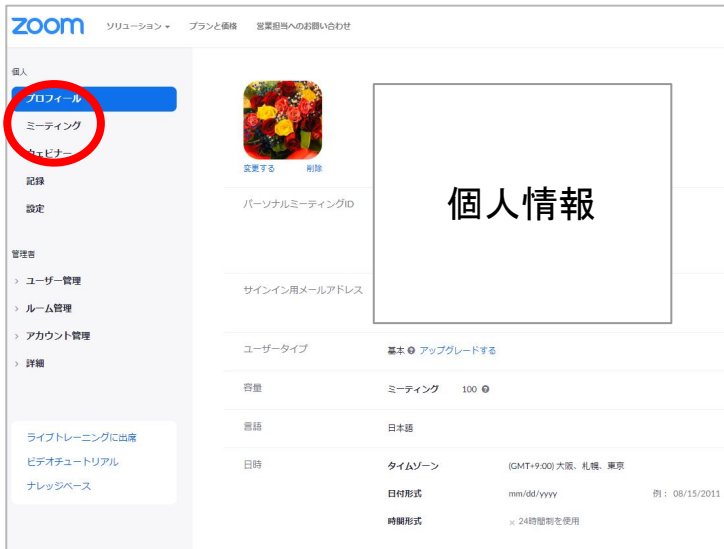 zoom ソリューション プランと価格 営業担当へのお問い合わせ
個人
プロフィール
ミーティング
ウェビナー
記録
設定
管理者
> ユーザー管理
> ルーム管理
> アカウント管理
> 詳細
ライブトレーニングに出席
ビデオチュートリアル
ナレッジベース
変更する 削除
個人情報
パーソナルミーティングID
サインイン用メールアドレス
ユーザータイプ 基本 アップグレードする
容量 ミーティング 100
言語 日本語
日時 タイムゾーン (GMT+9:00) 大阪、札幌、東京
日付形式 mm/dd/yyyy 例： 08/15/2011
時間形式 × 24時間制を使用